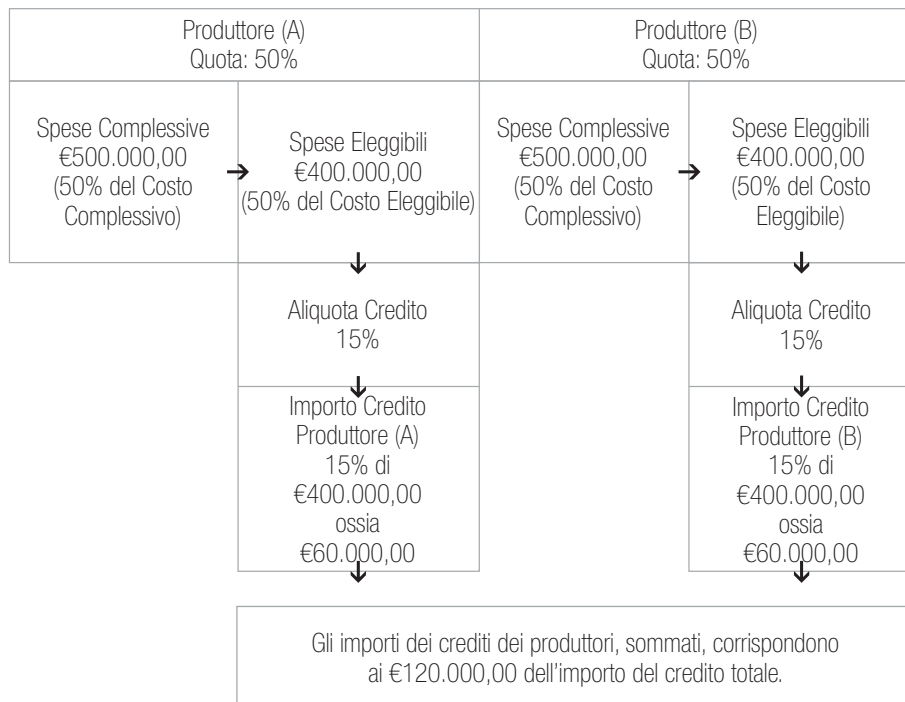 Produttore (A)
Quota: 50%
Produttore (B)
Quota: 50%
Spese Complessive
€500.000,00
(50% del Costo
Complessivo)
Spese Eleggibili
€400.000,00
(50% del Costo Eleggibile)
Spese Complessive
€500.000,00
(50% del Costo
Complessivo)
Spese Eleggibili
€400.000,00
(50% del Costo
Eleggibile)
Aliquota Credito
15%
Aliquota Credito
15%
Importo Credito
Produttore (A)
15% di
€400.000,00
ossia
€60.000,00
Importo Credito
Produttore (B)
15% di
€400.000,00
ossia
€60.000,00
Gli importi dei crediti dei produttori, sommati, corrispondono
ai €120.000,00 dell’importo del credito totale.